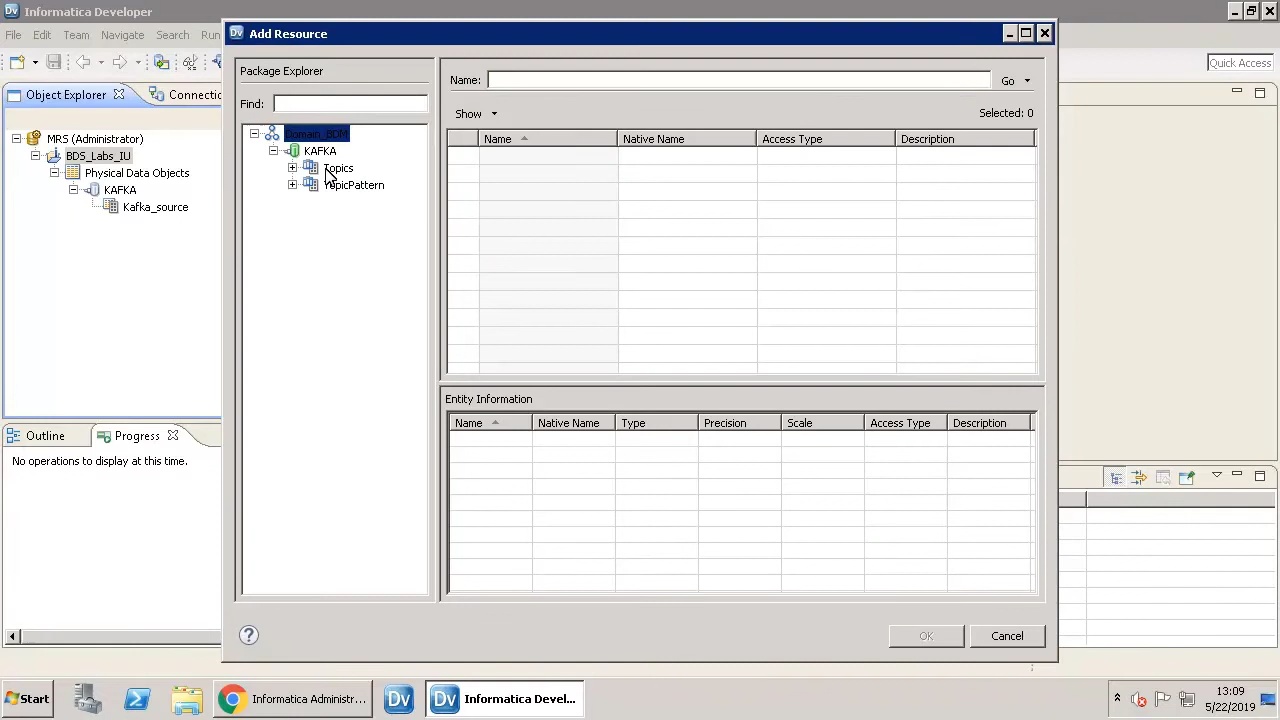 Informatica Developer
File Edit Team Navigate Search Run
Quick Access
Object Explorer
Connectio
MRS (Administrator)
BDS_Labs_IU
Physical Data Objects
KAFKA
Kafka_source
Outline
Progress
No operations to display at this time.
Add Resource
Package Explorer
Find:
Domain_BDM
KAFKA
Topics
TopicPattern
Name:
Go
Show
Selected: 0
Name Native Name Access Type Description
Entity Information
Name Native Name Type Precision Scale Access Type Description
OK Cancel
Start
Informatica Administr...
Informatica Devel...
13:09
5/22/2019